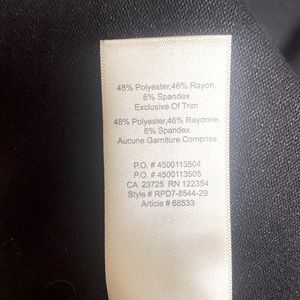 48% Polyester,46% Rayon,
6% Spandex
Exclusive Of Trim
48% Polyester,46% Rayonne,
6% Spandex
Aucune Garniture Comprise
P.O. # 4500113504
P.O. # 4500113505
CA 23725 RN 122354
Style # RPD7-8544-29
Article # 68533